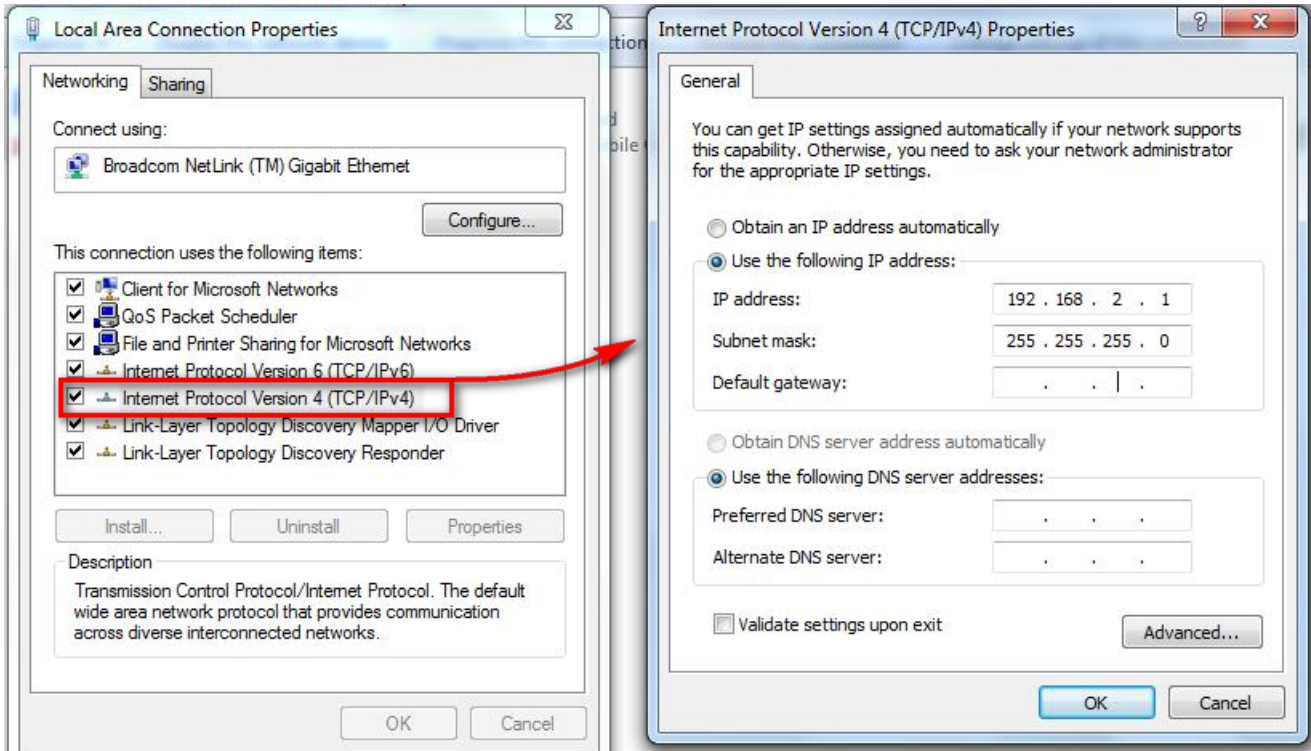 Local Area Connection Properties
Networking
Sharing
Connect using:
Broadcom NetLink (TM) Gigabit Ethernet
Configure...
This connection uses the following items:
Client for Microsoft Networks
QoS Packet Scheduler
File and Printer Sharing for Microsoft Networks
Internet Protocol Version 6 (TCP/IPv6)
Internet Protocol Version 4 (TCP/IPv4)
Link-Layer Topology Discovery Mapper I/O Driver
Link-Layer Topology Discovery Responder
Install...
Uninstall
Properties
Description
Transmission Control Protocol/Internet Protocol. The default
wide area network protocol that provides communication
across diverse interconnected networks.
OK
Cancel
Internet Protocol Version 4 (TCP/IPv4) Properties
General
You can get IP settings assigned automatically if your network supports
this capability. Otherwise, you need to ask your network administrator
for the appropriate IP settings.
Obtain an IP address automatically
Use the following IP address:
IP address: 192 . 168 . 2 . 1
Subnet mask: 255 . 255 . 255 . 0
Default gateway: . . .
Obtain DNS server address automatically
Use the following DNS server addresses:
Preferred DNS server: . . .
Alternate DNS server: . . .
Validate settings upon exit
Advanced...
OK
Cancel